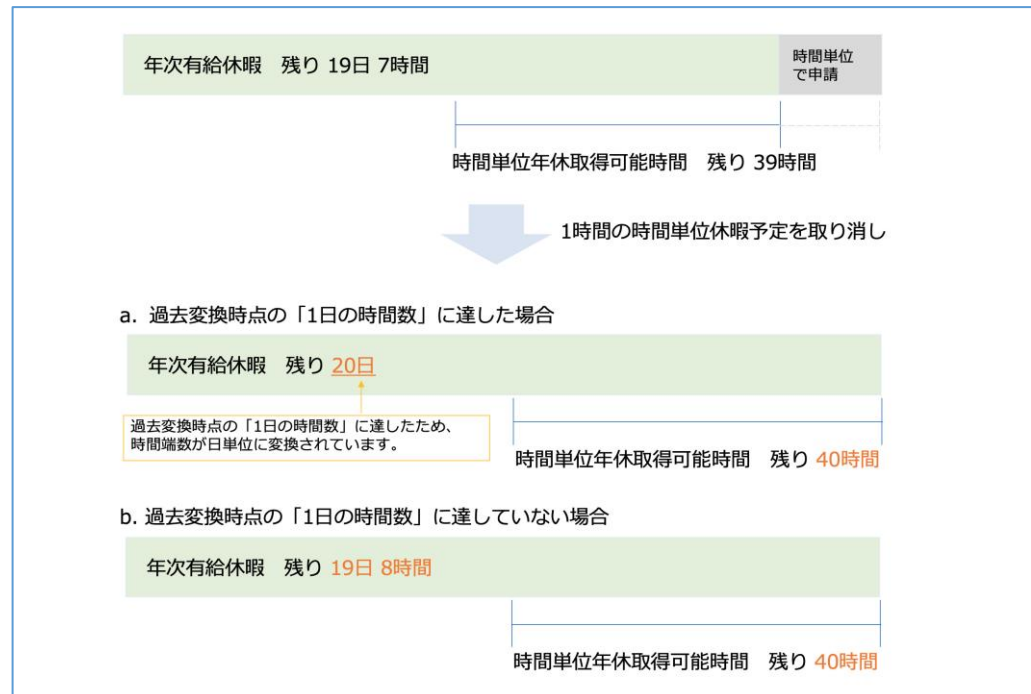 年次有給休暇　残り 19日 7時間
時間単位
で申請
時間単位年休取得可能時間　残り 39時間
1時間の時間単位休暇予定を取り消し
a. 過去変換時点の「1日の時間数」に達した場合
年次有給休暇　残り 20日
過去変換時点の「1日の時間数」に達したため、
時間端数が日単位に変換されています。
時間単位年休取得可能時間　残り 40時間
b. 過去変換時点の「1日の時間数」に達していない場合
年次有給休暇　残り 19日 8時間
時間単位年休取得可能時間　残り 40時間